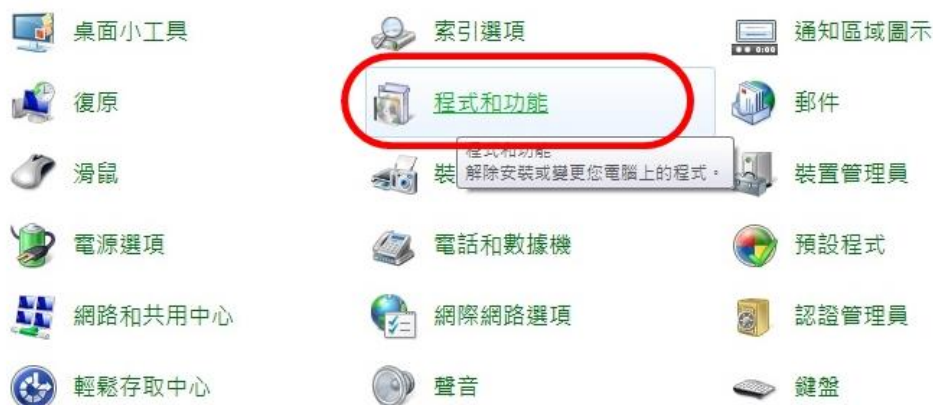 桌面小工具
索引選項
通知區域圖示
0:00
復原
程式和功能
郵件
程式和功能
解除安裝或變更您電腦上的程式。
滑鼠
裝
裝置管理員
電源選項
電話和數據機
預設程式
網路和共用中心
網際網路選項
認證管理員
輕鬆存取中心
聲音
鍵盤